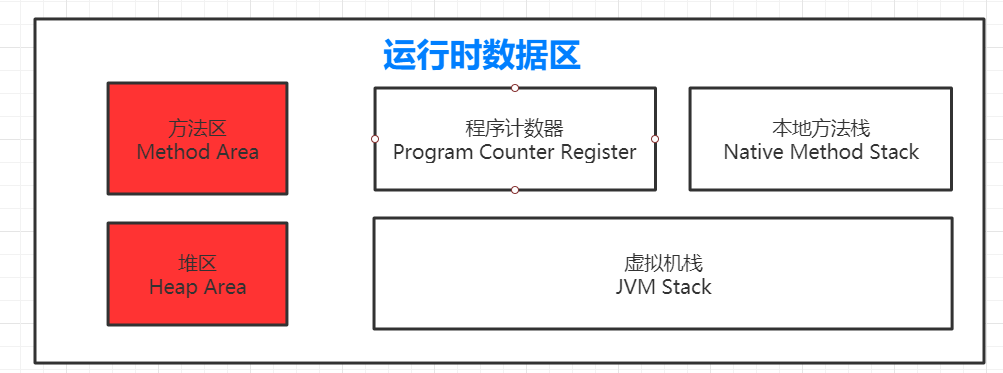 运行时数据区
方法区
Method Area
程序计数器
Program Counter Register
本地方法栈
Native Method Stack
堆区
Heap Area
虚拟机栈
JVM Stack